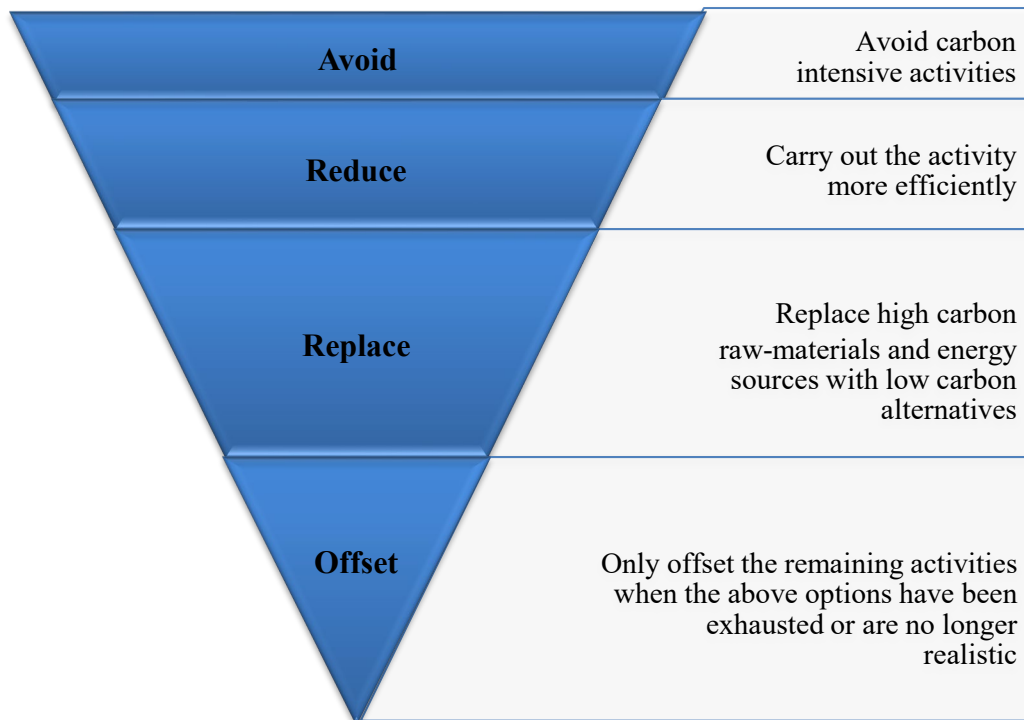 Avoid
Avoid carbon
intensive activities
Reduce
Carry out the activity
more efficiently
Replace
Replace high carbon
raw-materials and energy
sources with low carbon
alternatives
Offset
Only offset the remaining activities
when the above options have been
exhausted or are no longer
realistic